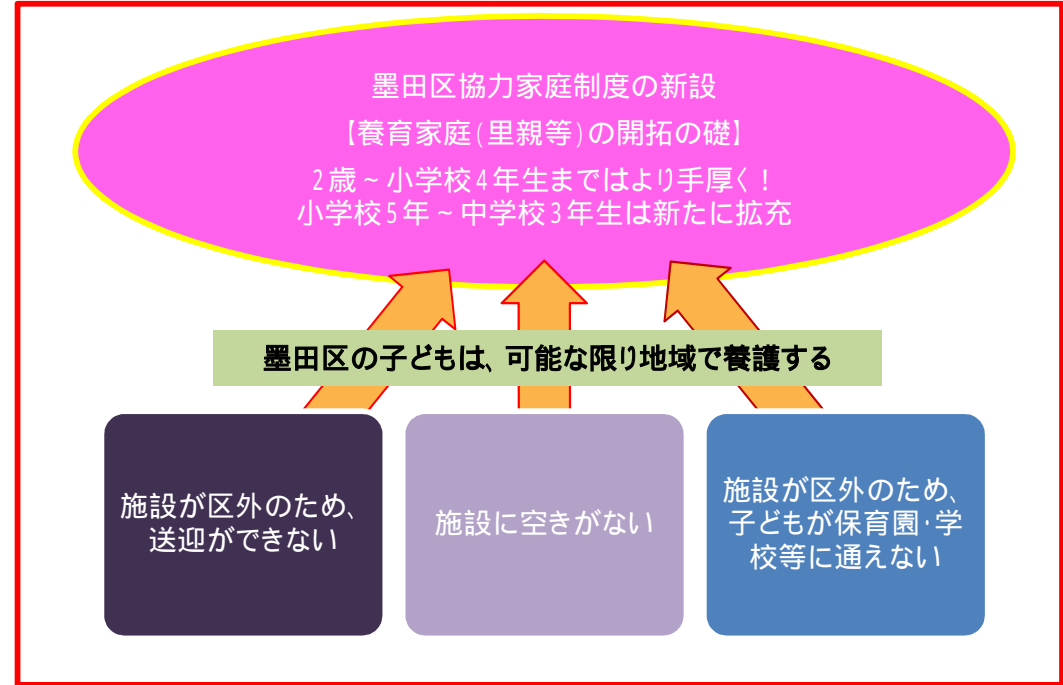 墨田区協力家庭制度の新設
【養育家庭(里親等)の開拓の礎】
2歳~小学校4年生まではより手厚く!
小学校5年~中学校3年生は新たに拡充
墨田区の子どもは、可能な限り地域で養護する
施設が区外のため、
送迎ができない
施設に空きがない
施設が区外のため、
子どもが保育園・学
校等に通えない